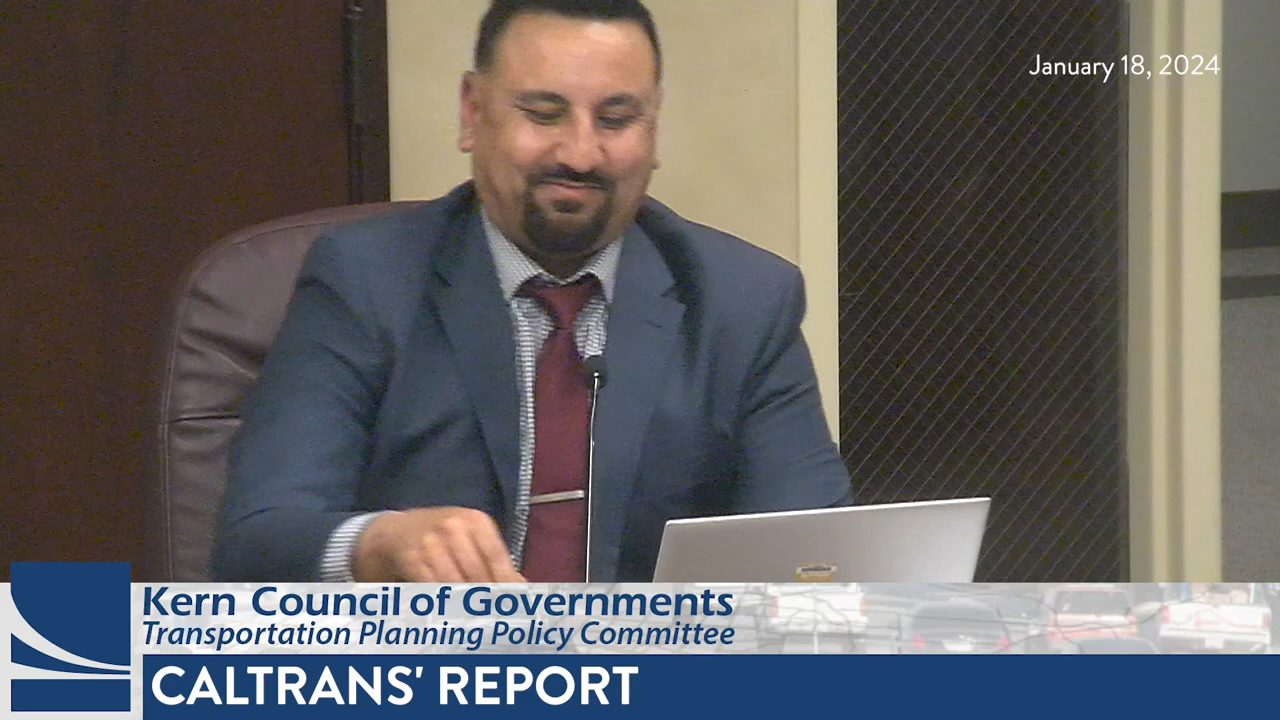 January 18, 2024
Kern Council of Governments
Transportation Planning Policy Committee
CALTRANS' REPORT